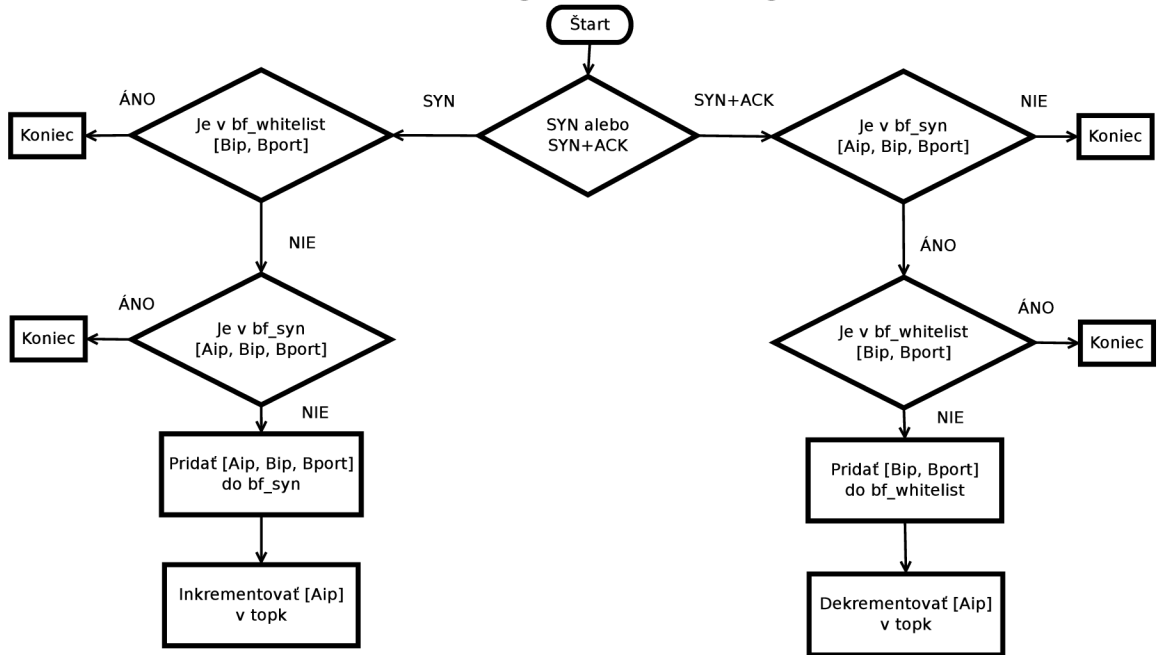 Štart
SYN alebo
SYN+ACK
SYN
Je v bf_whitelist
[Bip, Bport]
ÁNO
Koniec
NIE
Je v bf_syn
[Aip, Bip, Bport]
ÁNO
Koniec
NIE
Pridať [Aip, Bip, Bport]
do bf_syn
Inkrementovať [Aip]
v topk
SYN+ACK
Je v bf_syn
[Aip, Bip, Bport]
NIE
Koniec
ÁNO
Je v bf_whitelist
[Bip, Bport]
ÁNO
Koniec
NIE
Pridať [Bip, Bport]
do bf_whitelist
Dekrementovať [Aip]
v topk